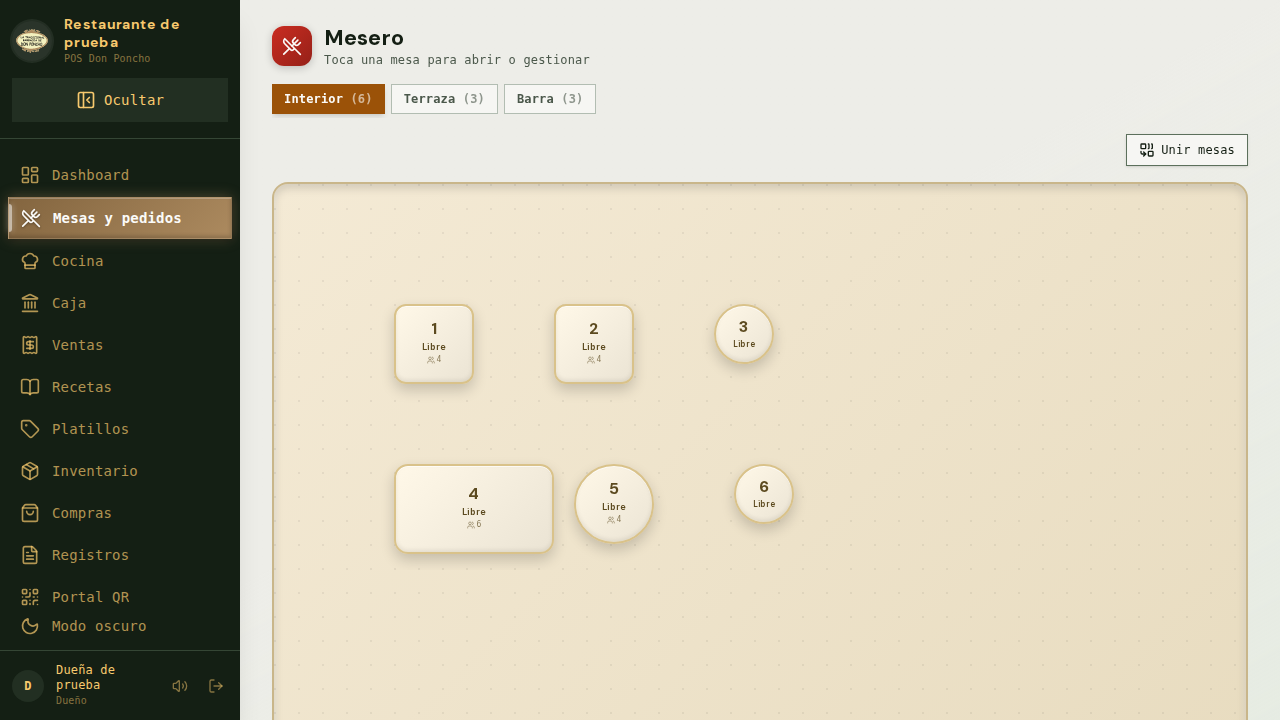 Restaurante de
prueba
POS Don Poncho
Ocultar
Dashboard
Mesas y pedidos
Cocina
Caja
Ventas
Recetas
Platillos
Inventario
Compras
Registros
Portal QR
Modo oscuro
D
Dueña de
prueba
Dueño
Mesero
Toca una mesa para abrir o gestionar
Interior (6)
Terraza (3)
Barra (3)
Unir mesas
1
Libre
4
2
Libre
4
3
Libre
4
Libre
6
5
Libre
4
6
Libre